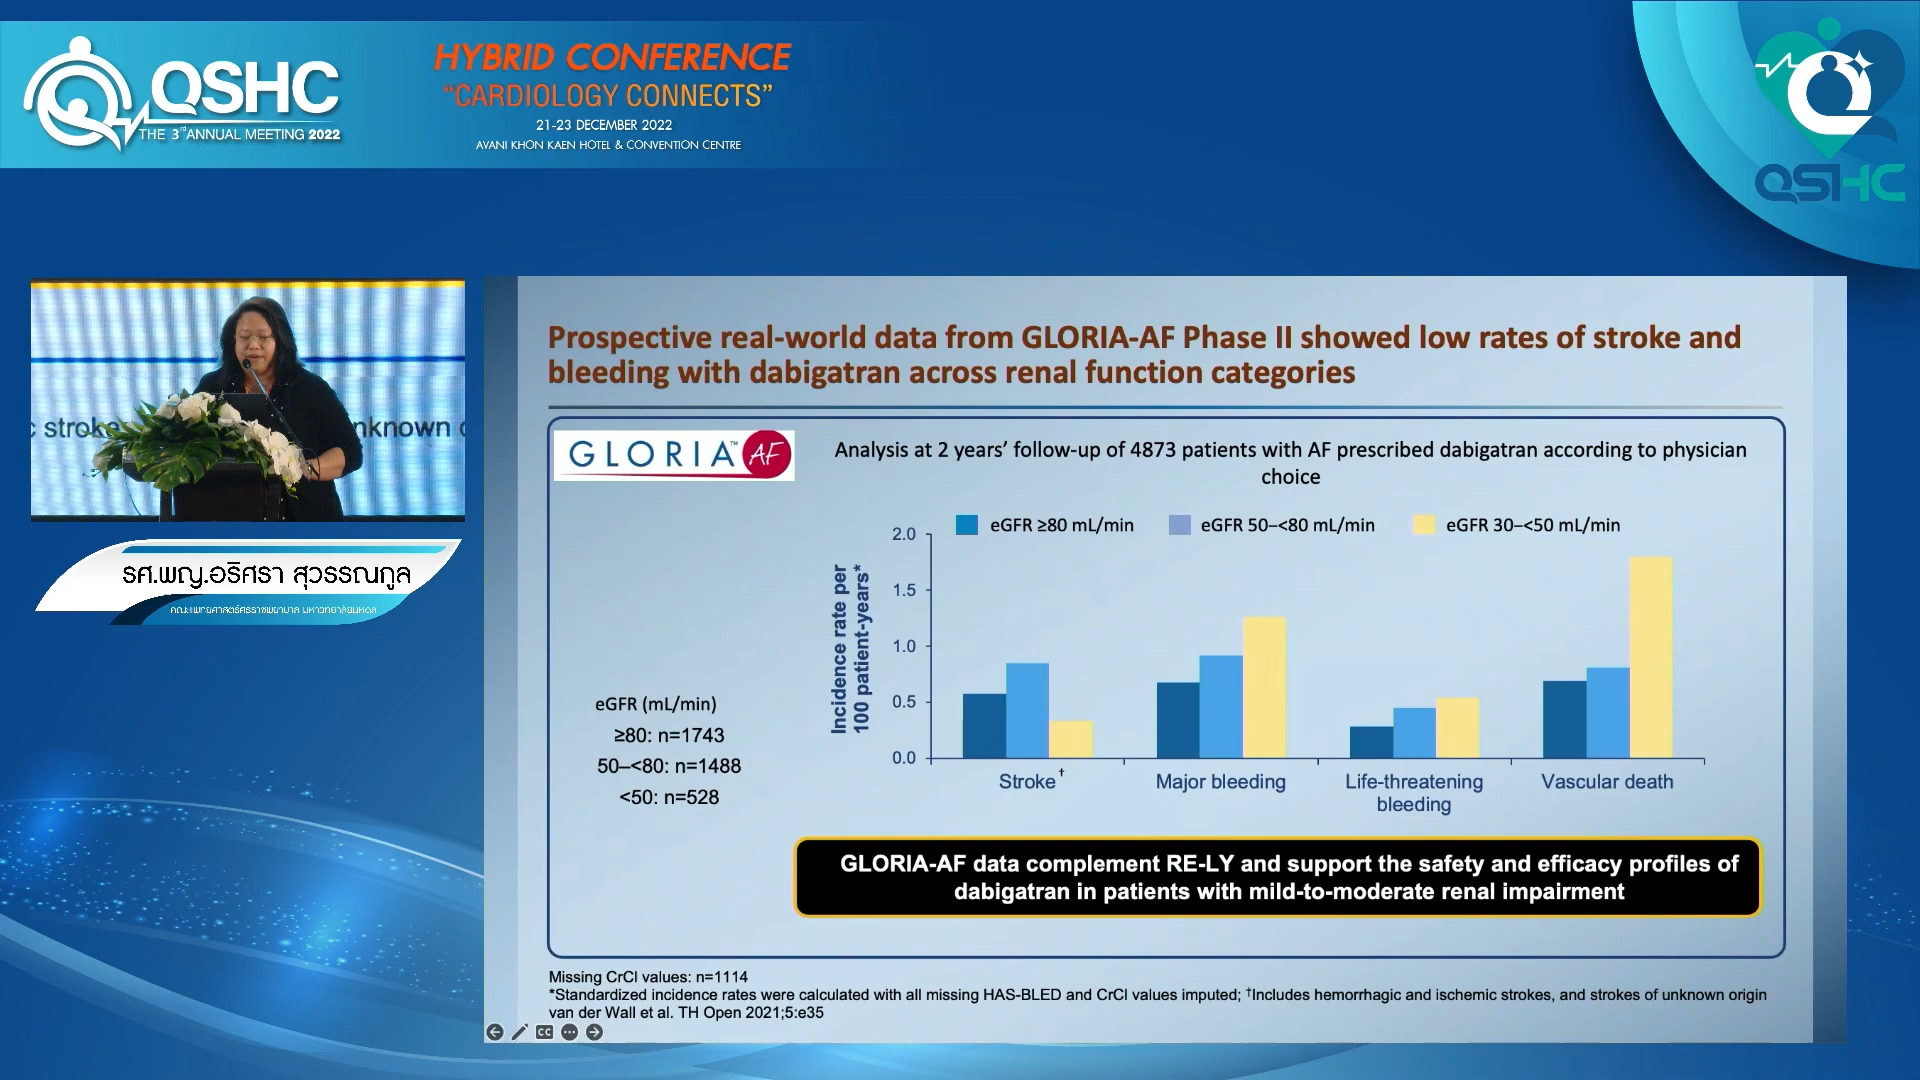 QSHC
THE 3rd ANNUAL MEETING 2022
HYBRID CONFERENCE
"CARDIOLOGY CONNECTS"
21-23 DECEMBER 2022
AVANI KHON KAEN HOTEL & CONVENTION CENTRE
QSHC
c stroke
nknown o
รศ.พญ.อริศรา สุวรรณกูล
คณะแพทยศาสตร์ศิริราชพยาบาล มหาวิทยาลัยมหิดล
Prospective real-world data from GLORIA-AF Phase II showed low rates of stroke and
bleeding with dabigatran across renal function categories
GLORIA™ AF
Analysis at 2 years’ follow-up of 4873 patients with AF prescribed dabigatran according to physician
choice
eGFR ≥80 mL/min
eGFR 50–<80 mL/min
eGFR 30–<50 mL/min
Incidence rate per
100 patient-years*
2.0
1.5
1.0
0.5
0.0
Stroke†
Major bleeding
Life-threatening
bleeding
Vascular death
eGFR (mL/min)
≥80: n=1743
50–<80: n=1488
<50: n=528
GLORIA-AF data complement RE-LY and support the safety and efficacy profiles of
dabigatran in patients with mild-to-moderate renal impairment
Missing CrCl values: n=1114
*Standardized incidence rates were calculated with all missing HAS-BLED and CrCl values imputed; †Includes hemorrhagic and ischemic strokes, and strokes of unknown origin
van der Wall et al. TH Open 2021;5:e35
CC